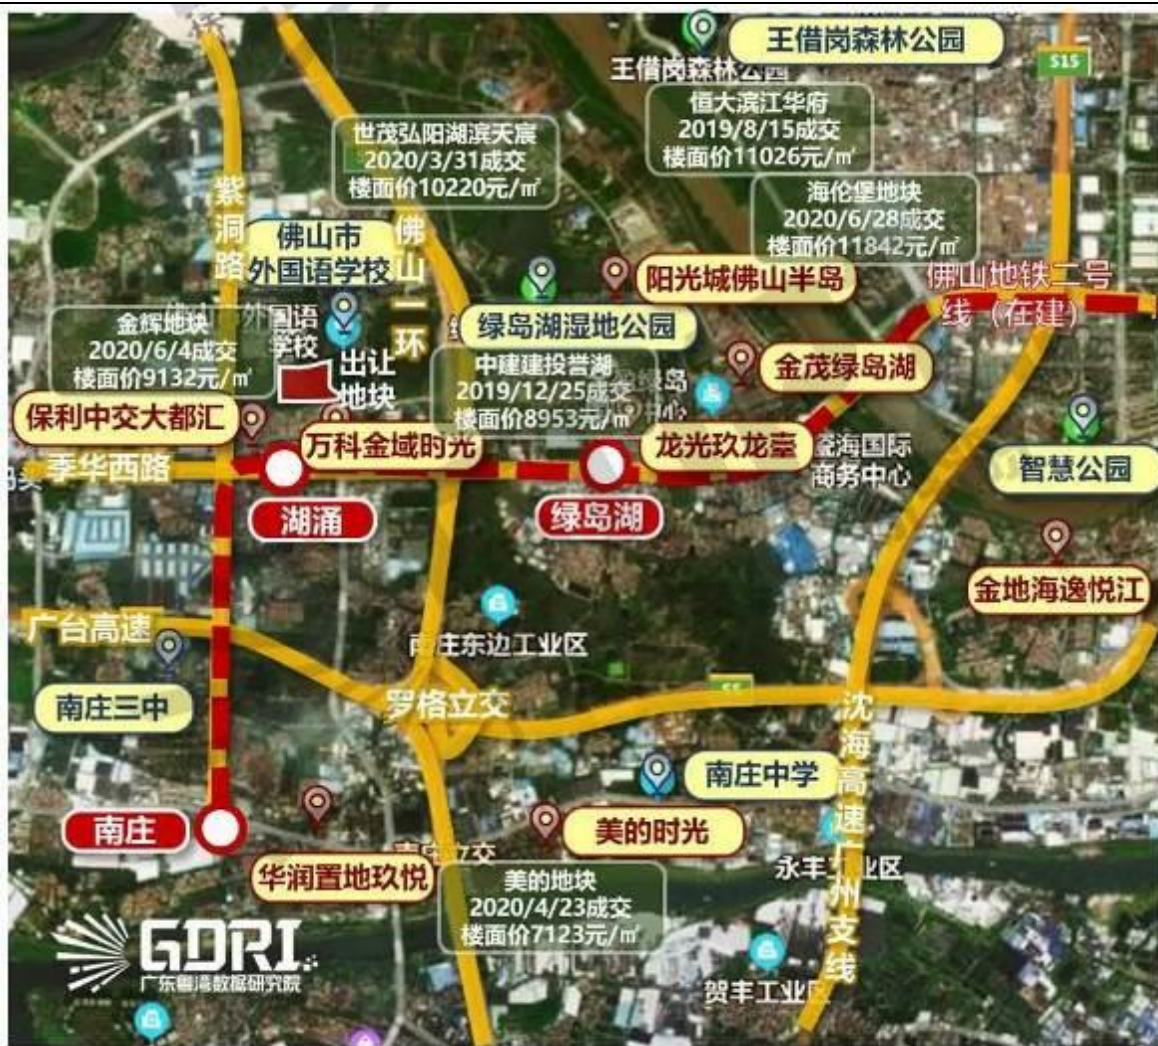 王借岗森林公园
S15
王借岗森林公园
恒大滨江华府
2019/8/15成交
楼面价11026元/㎡
世茂弘阳湖滨天宸
2020/3/31成交
楼面价10220元/㎡
海伦堡地块
2020/6/28成交
楼面价11842元/㎡
紫洞路
佛山市
外国语学校
佛山一环
阳光城佛山半岛
佛山地铁二号
线（在建）
绿岛湖湿地公园
国语
学校
金辉地块
2020/6/4成交
楼面价9132元/㎡
出让
地块
中建建投誉湖
2019/12/25成交
楼面价8953元/㎡
金茂绿岛湖
保利中交大都汇
万科金域时光
龙光玖龙臺
季华西路
海国际
商务中心
智慧公园
湖涌
绿岛湖
金地海逸悦江
广台高速
南庄东边工业区
南庄三中
罗格立交
沈海高速广州支线
南庄中学
南庄
美的时光
永丰工业区
华润置地玖悦
美的地块
2020/4/23成交
楼面价7123元/㎡
GDRI
广东粤湾数据研究院
贺丰工业区